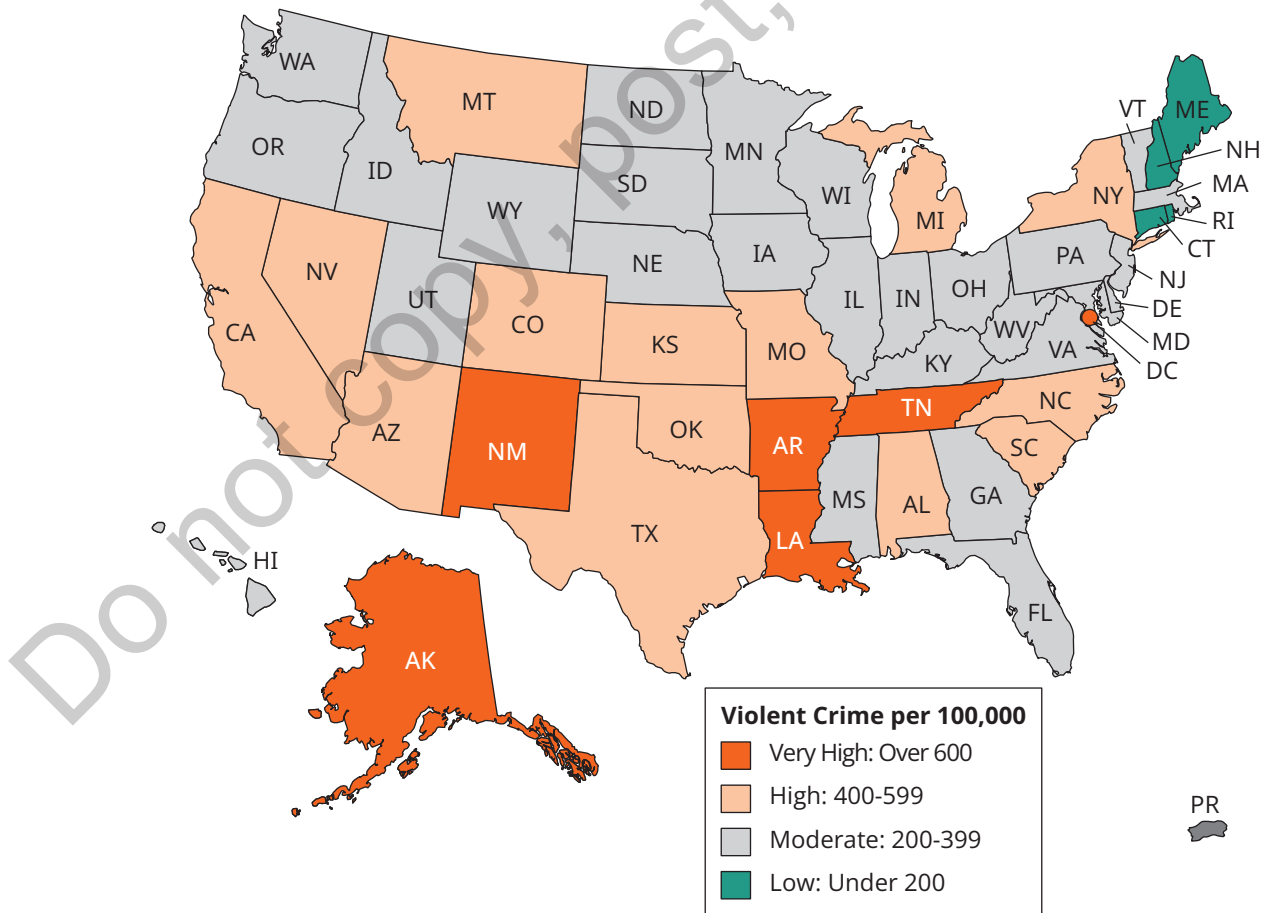 WA
MT
ND
MN
VT
ME
OR
ID
SD
WI
NH
WY
MI
NY
MA
RI
CT
NV
UT
NE
IA
PA
NJ
CA
CO
KS
MO
IL
IN
OH
WV
VA
DE
MD
DC
KY
AZ
NM
OK
AR
TN
NC
SC
TX
LA
MS
AL
GA
HI
FL
AK
PR
Do not copy, post,
Violent Crime per 100,000
Very High: Over 600
High: 400-599
Moderate: 200-399
Low: Under 200